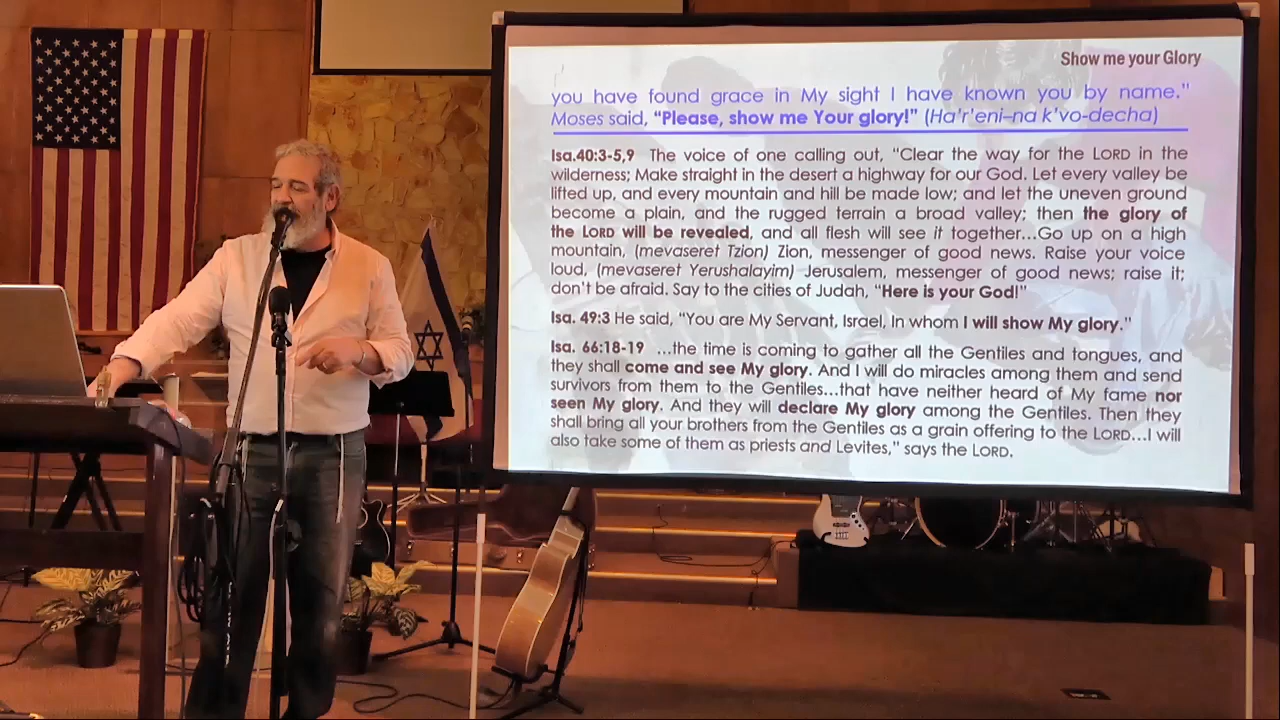 Show me your Glory
you have found grace in My sight I have known you by name.”
Moses said, “Please, show me Your glory!” (Ha’r’eni–na k’vo-decha)
Isa.40:3-5,9 The voice of one calling out, “Clear the way for the LORD in the
wilderness; Make straight in the desert a highway for our God. Let every valley be
lifted up, and every mountain and hill be made low; and let the uneven ground
become a plain, and the rugged terrain a broad valley; then the glory of
the LORD will be revealed, and all flesh will see it together…Go up on a high
mountain, (mevaseret Tzion) Zion, messenger of good news. Raise your voice
loud, (mevaseret Yerushalayim) Jerusalem, messenger of good news; raise it;
don’t be afraid. Say to the cities of Judah, “Here is your God!”
Isa. 49:3 He said, “You are My Servant, Israel, In whom I will show My glory.”
Isa. 66:18-19 …the time is coming to gather all the Gentiles and tongues, and
they shall come and see My glory. And I will do miracles among them and send
survivors from them to the Gentiles…that have neither heard of My fame nor
seen My glory. And they will declare My glory among the Gentiles. Then they
shall bring all your brothers from the Gentiles as a grain offering to the LORD…I will
also take some of them as priests and Levites,” says the LORD.